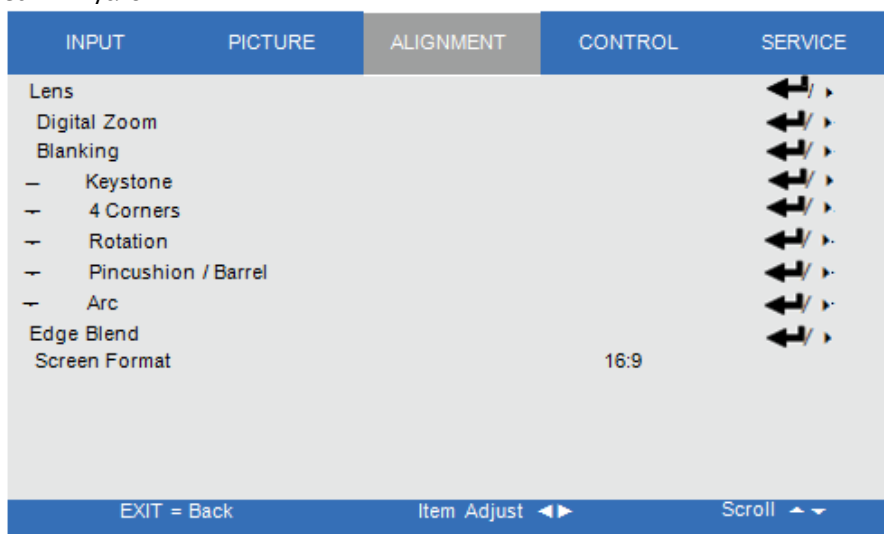 INPUT PICTURE ALIGNMENT CONTROL SERVICE
Lens
Digital Zoom
Blanking
Keystone
4 Corners
Rotation
Pincushion / Barrel
Arc
Edge Blend
Screen Format 16:9
EXIT = Back Item Adjust ◀▶ Scroll ▲▼